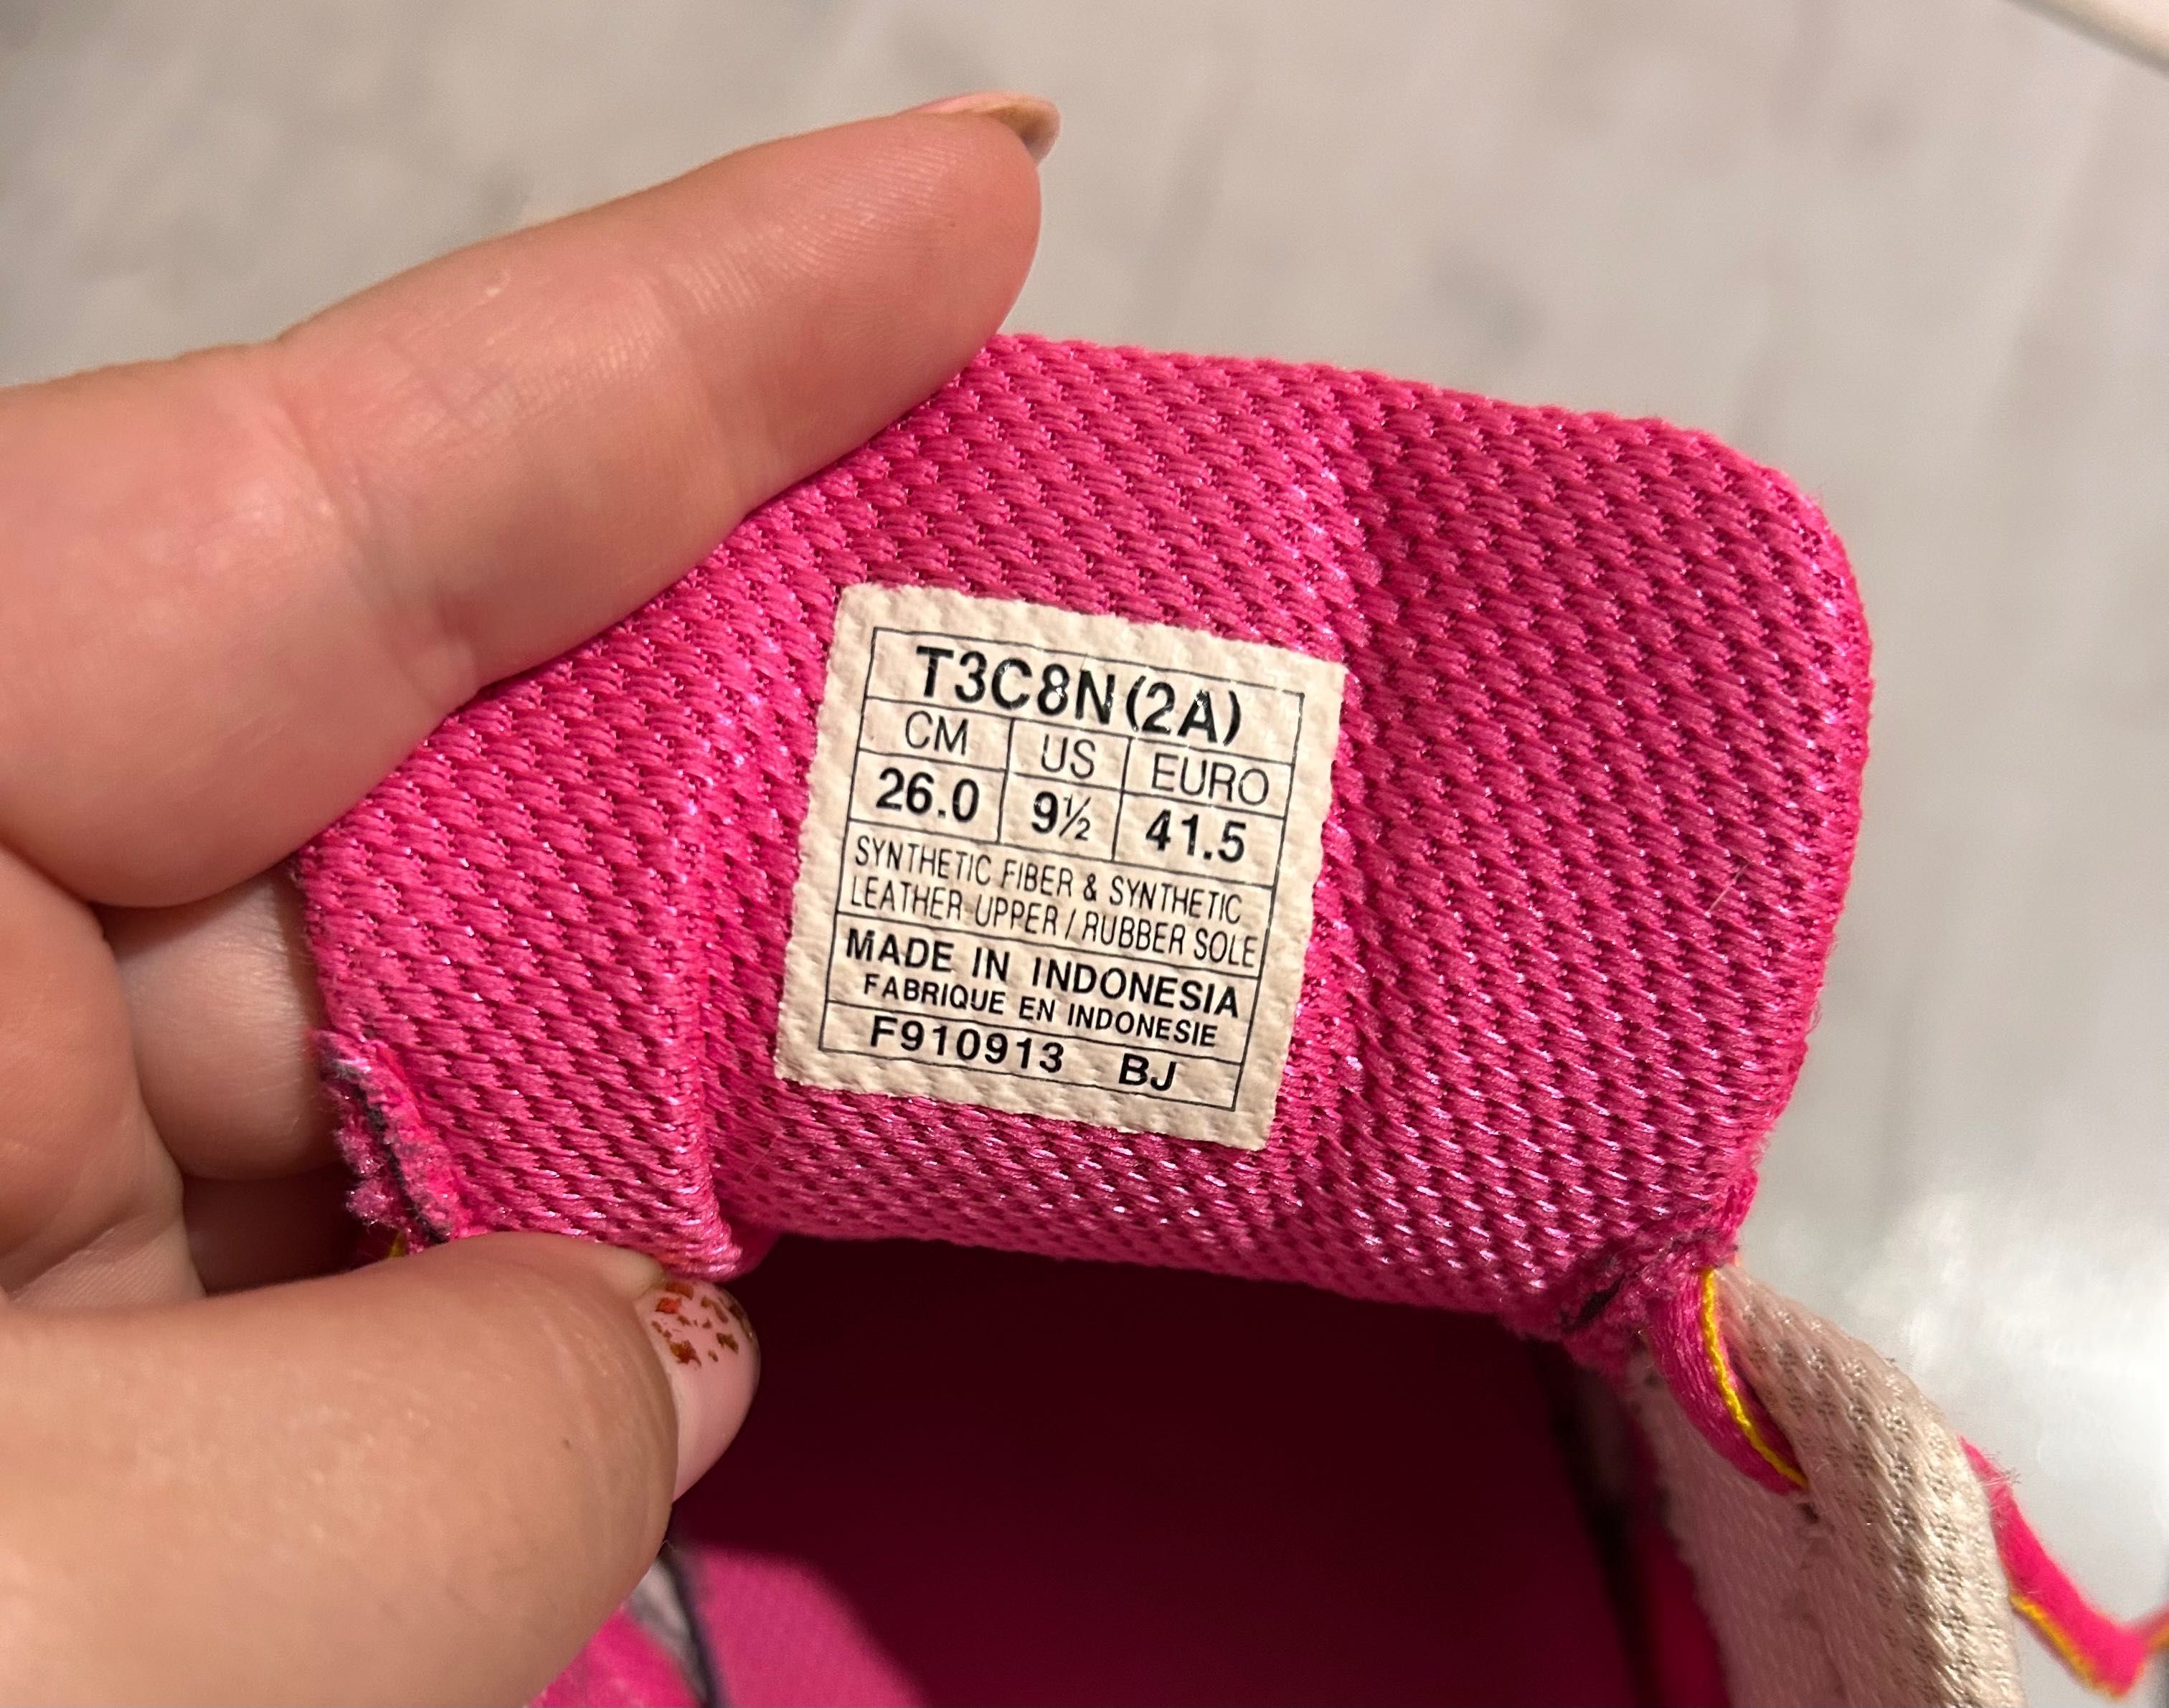 T3C8N(2A)
CM US EURO
26.0 9½ 41.5
SYNTHETIC FIBER & SYNTHETIC
LEATHER UPPER / RUBBER SOLE
MADE IN INDONESIA
FABRIQUE EN INDONESIE
F910913 BJ